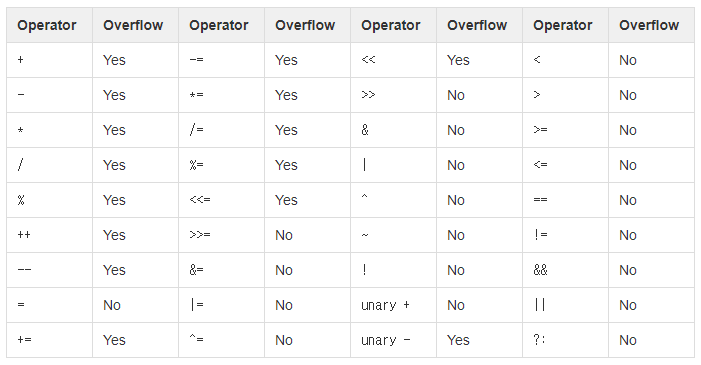 Operator Overflow Operator Overflow Operator Overflow Operator Overflow
+ Yes -= Yes << Yes < No
- Yes *= Yes >> No > No
* Yes /= Yes & No >= No
/ Yes %= Yes | No <= No
% Yes <<= Yes ^ No == No
++ Yes >>= No ~ No != No
-- Yes &= No ! No && No
= No |= No unary + No || No
+= Yes ^= No unary - Yes ?: No